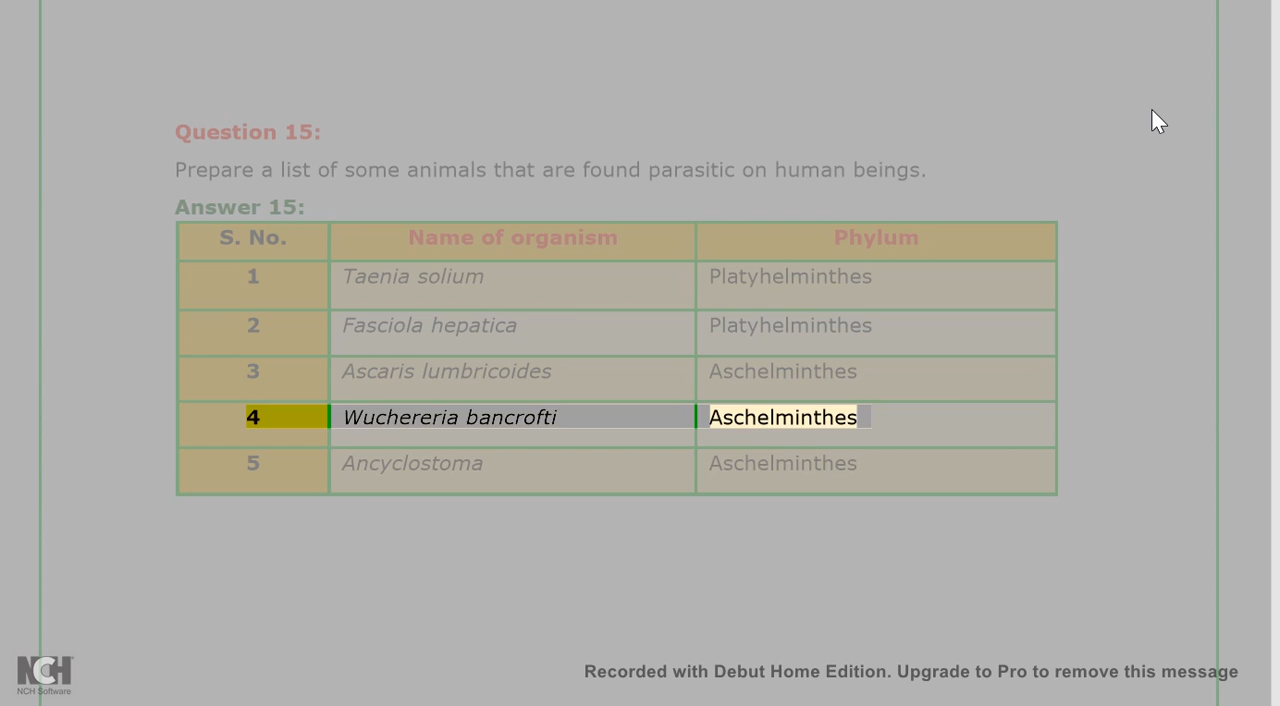 Question 15:
Prepare a list of some animals that are found parasitic on human beings.
Answer 15:
S. No. Name of organism Phylum
1 Taenia solium Platyhelminthes
2 Fasciola hepatica Platyhelminthes
3 Ascaris lumbricoides Aschelminthes
4 Wuchereria bancrofti Aschelminthes
5 Ancyclostoma Aschelminthes
NCH
NCH Software
Recorded with Debut Home Edition. Upgrade to Pro to remove this message